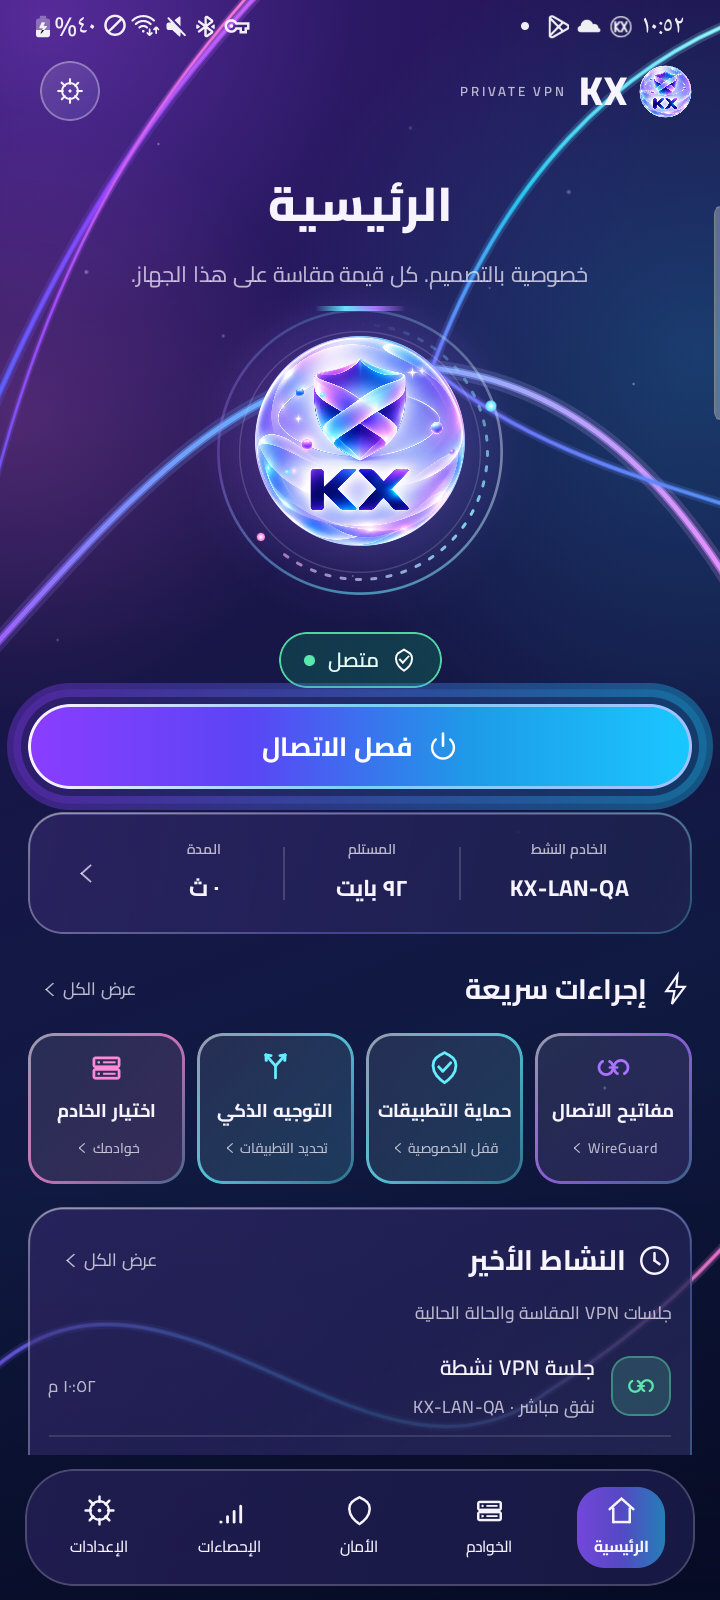 ١٠:٥٢
%٤٠
KX
PRIVATE VPN
KX
الرئيسية
خصوصية بالتصميم. كل قيمة مقاسة على هذا الجهاز.
KX
متصل
فصل الاتصال
الخادم النشط
KX-LAN-QA
المستلم
٩٢ بايت
المدة
٠ ث
إجراءات سريعة
عرض الكل
مفاتيح الاتصال
WireGuard
حماية التطبيقات
قفل الخصوصية
التوجيه الذكي
تحديد التطبيقات
اختيار الخادم
خوادمك
النشاط الأخير
عرض الكل
جلسات VPN المقاسة والحالة الحالية
جلسة VPN نشطة
نفق مباشر · KX-LAN-QA
١٠:٥٢ م
الرئيسية
الخوادم
الأمان
الإحصاءات
الإعدادات